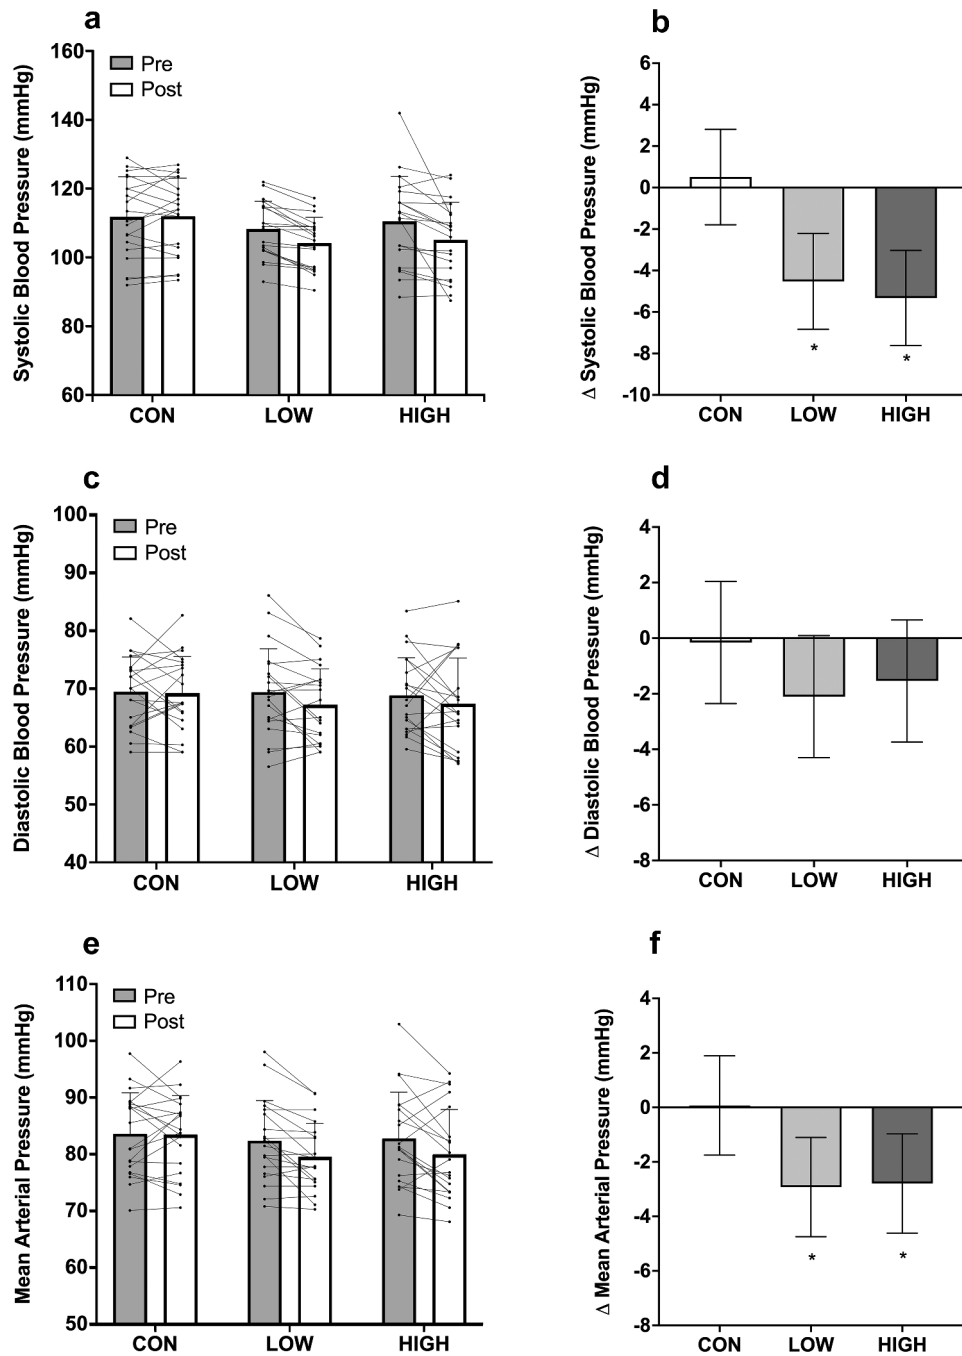 a
Systolic Blood Pressure (mmHg)
160
140
120
100
80
60
Pre
Post
CON LOW HIGH
b
Δ Systolic Blood Pressure (mmHg)
6
4
2
0
-2
-4
-6
-8
-10
* *
CON LOW HIGH
c
Diastolic Blood Pressure (mmHg)
100
90
80
70
60
50
40
Pre
Post
CON LOW HIGH
d
Δ Diastolic Blood Pressure (mmHg)
4
2
0
-2
-4
-6
-8
CON LOW HIGH
e
Mean Arterial Pressure (mmHg)
110
100
90
80
70
60
50
Pre
Post
CON LOW HIGH
f
Δ Mean Arterial Pressure (mmHg)
4
2
0
-2
-4
-6
-8
* *
CON LOW HIGH